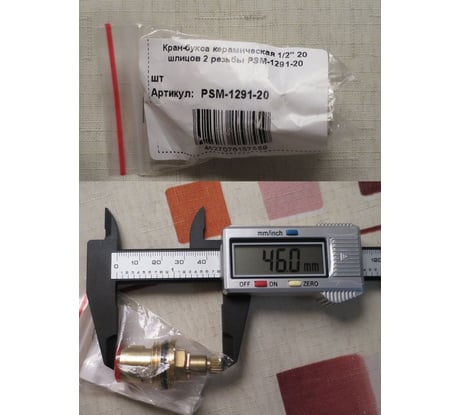 Кран-букса керамическая 1/2" 20
шлицов 2 резьбы PSM-1291-20
шт
Артикул: PSM-1291-20
mm/inch
46.0 mm
OFF ON ZERO
0 10 20 30 40